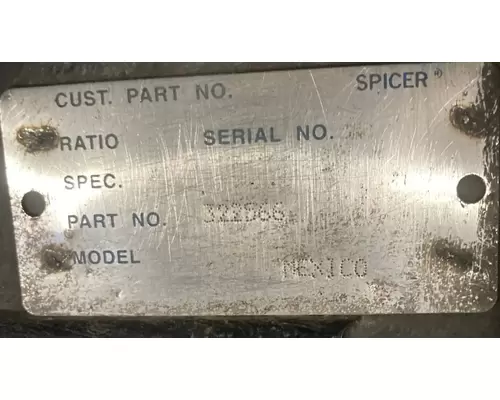 CUST. PART NO. SPICER®
RATIO SERIAL NO.
SPEC.
PART NO.
MODEL
MEXICO